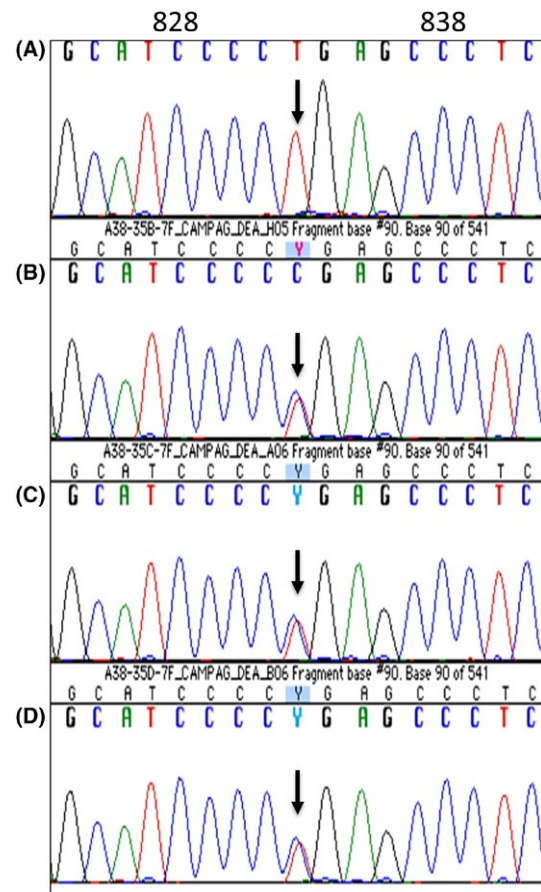 828 838
(A) G C A T C C C C T G A G C C C T C
A38-35B-7F_CAMPAG_DEA_H05 Fragment base #90. Base 90 of 541
G C A T C C C C Y G A G C C C T C
(B) G C A T C C C C C G A G C C C T C
A38-35C-7F_CAMPAG_DEA_A06 Fragment base #90. Base 90 of 541
G C A T C C C C Y G A G C C C T C
(C) G C A T C C C C Y G A G C C C T C
A38-35D-7F_CAMPAG_DEA_B06 Fragment base #90. Base 90 of 541
G C A T C C C C Y G A G C C C T C
(D) G C A T C C C C Y G A G C C C T C